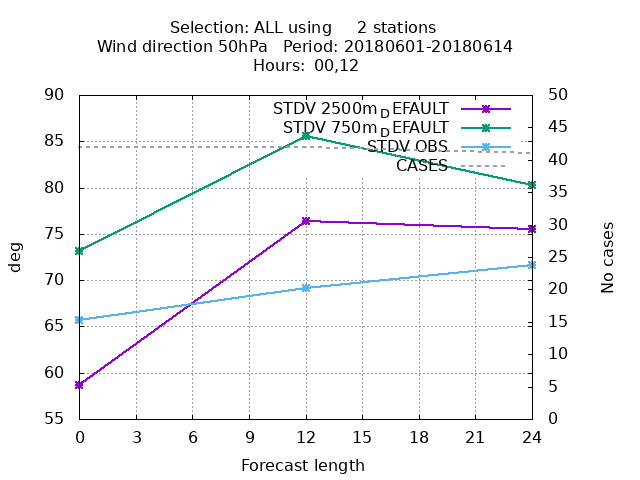 Selection: ALL using 2 stations
Wind direction 50hPa Period: 20180601-20180614
Hours: 00,12
90
85
80
75
70
65
60
55
50
45
40
35
30
25
20
15
10
5
0
STDV 2500m_DEFAULT
STDV 750m_DEFAULT
STDV OBS
CASES
deg
No cases
0 3 6 9 12 15 18 21 24
Forecast length